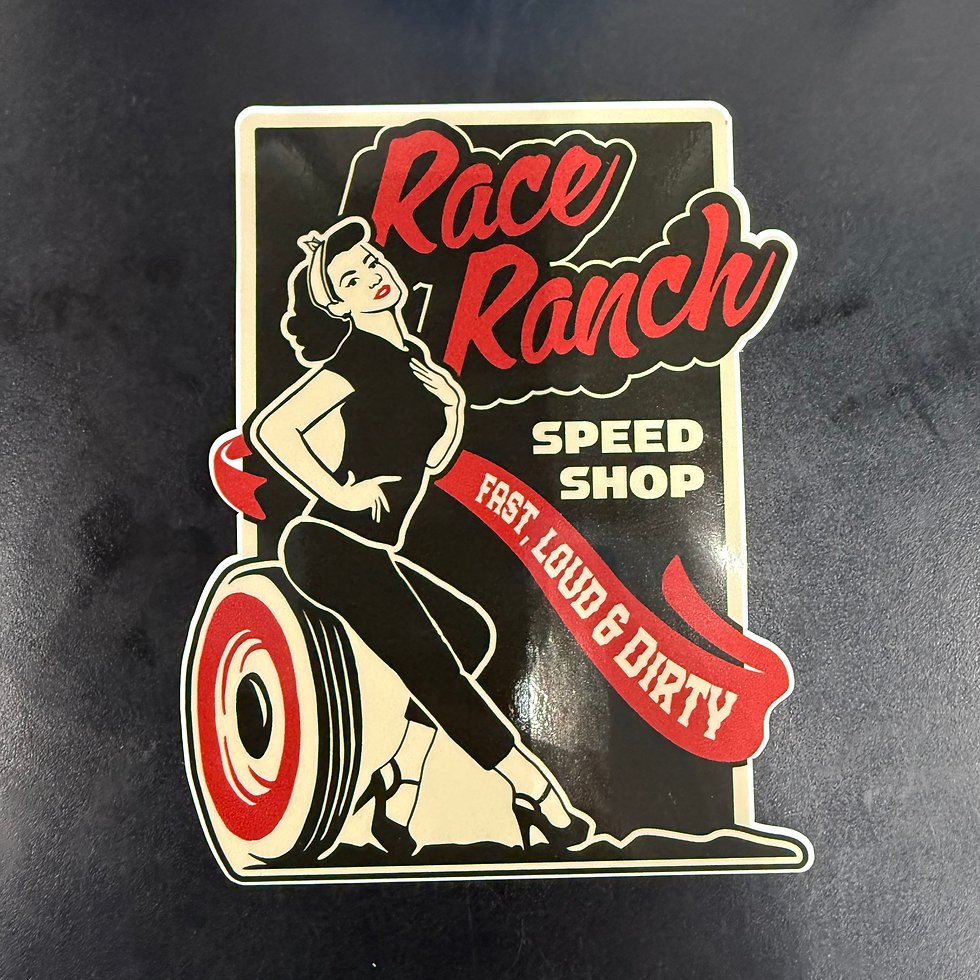 Race
Ranch
SPEED
SHOP
FAST, LOUD & DIRTY